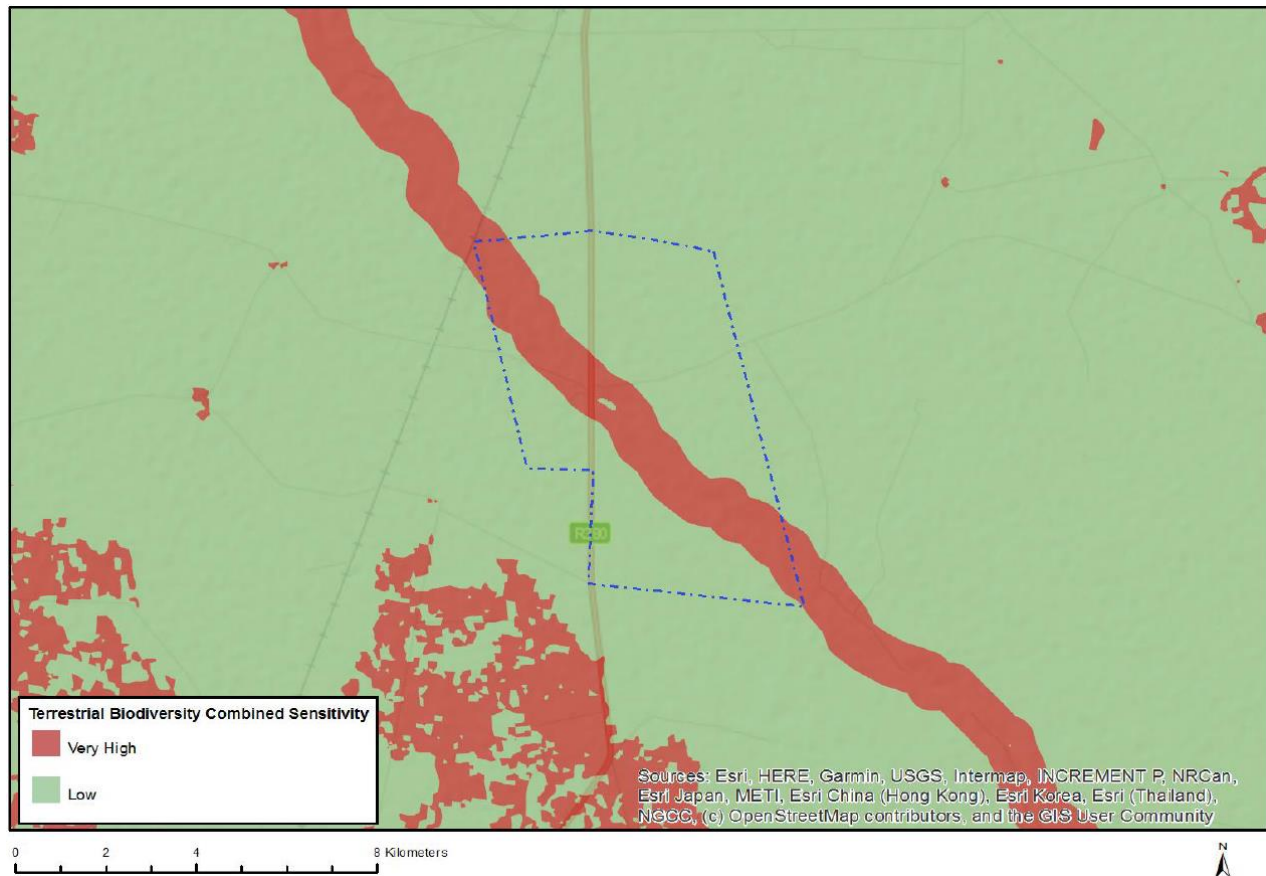 R380
Terrestrial Biodiversity Combined Sensitivity
Very High
Low
Sources: Esri, HERE, Garmin, USGS, Intermap, INCREMENT P, NRCan,
Esri Japan, METI, Esri China (Hong Kong), Esri Korea, Esri (Thailand),
NGCC, (c) OpenStreetMap contributors, and the GIS User Community
0 2 4 8 Kilometers
N